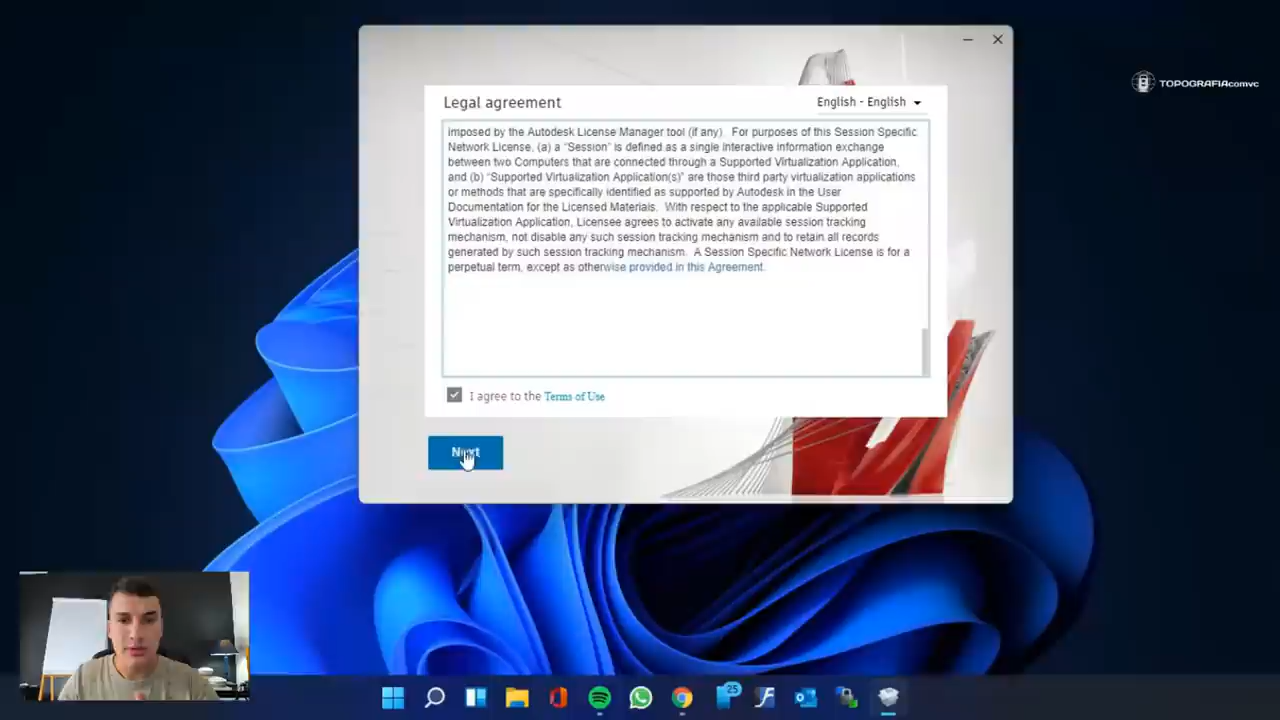 TOPOGRAFIAcomvc
Legal agreement
English - English
imposed by the Autodesk License Manager tool (if any).  For purposes of this Session Specific
Network License, (a) a “Session” is defined as a single interactive information exchange
between two Computers that are connected through a Supported Virtualization Application,
and (b) “Supported Virtualization Application(s)” are those third party virtualization applications
or methods that are specifically identified as supported by Autodesk in the User
Documentation for the Licensed Materials.  With respect to the applicable Supported
Virtualization Application, Licensee agrees to activate any available session tracking
mechanism, not disable any such session tracking mechanism and to retain all records
generated by such session tracking mechanism.  A Session Specific Network License is for a
perpetual term, except as otherwise provided in this Agreement.
I agree to the Terms of Use
Next
25